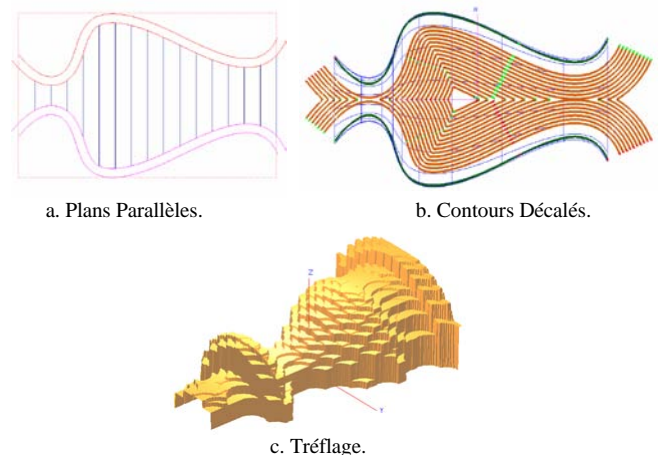 a. Plans Parallèles.
b. Contours Décalés.
Z
Y
c. Tréflage.